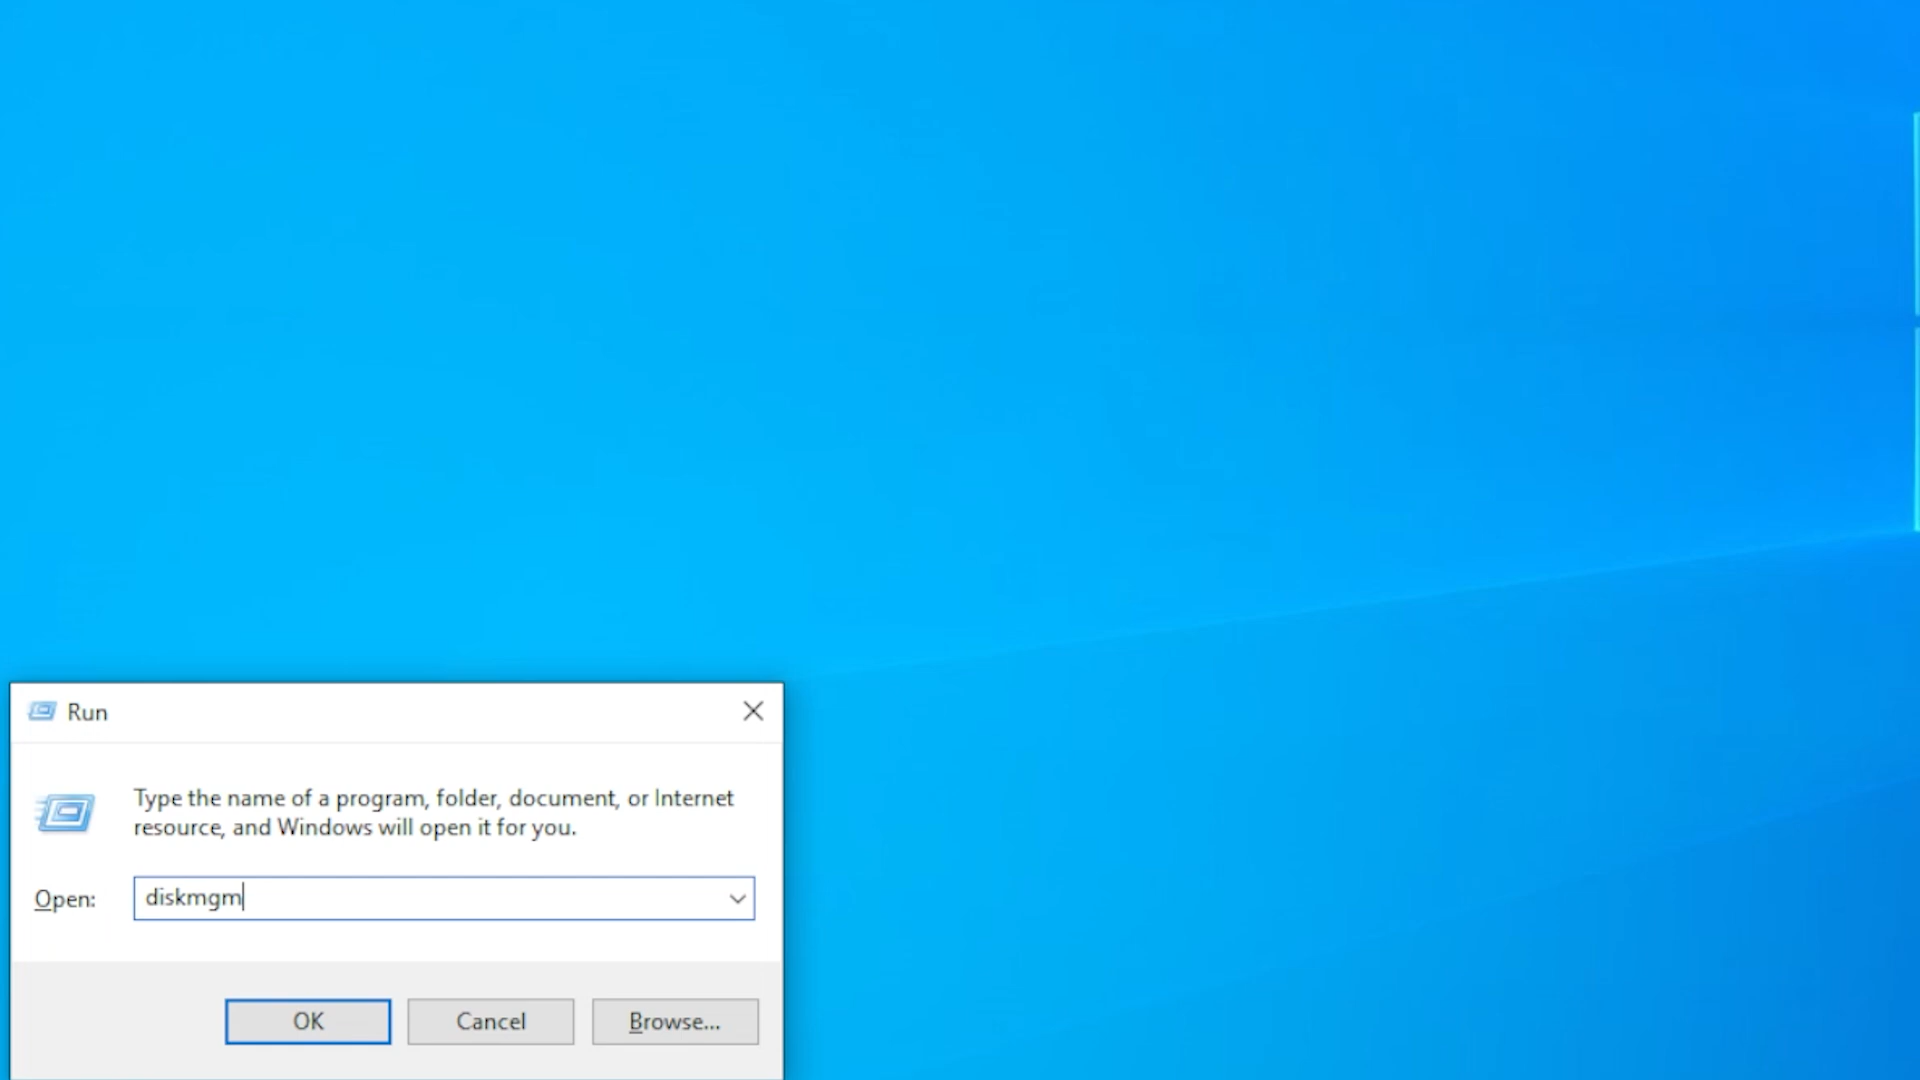 Run
Type the name of a program, folder, document, or Internet
resource, and Windows will open it for you.
Open:
diskmgm
OK
Cancel
Browse...